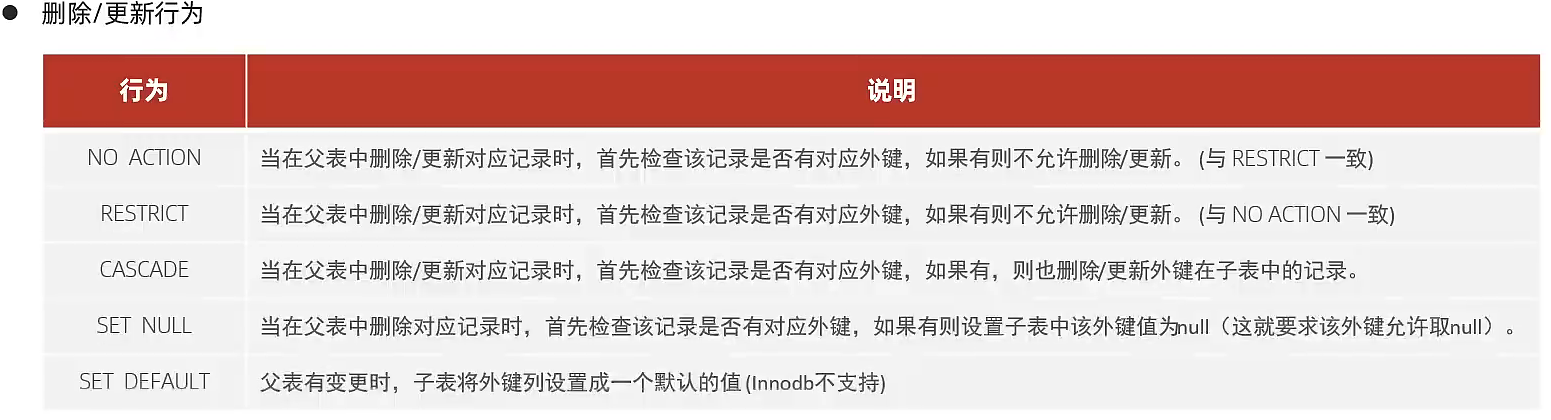 ● 删除/更新行为
行为 说明
NO ACTION 当在父表中删除/更新对应记录时，首先检查该记录是否有对应外键，如果有则不允许删除/更新。 (与 RESTRICT 一致)
RESTRICT 当在父表中删除/更新对应记录时，首先检查该记录是否有对应外键，如果有则不允许删除/更新。 (与 NO ACTION 一致)
CASCADE 当在父表中删除/更新对应记录时，首先检查该记录是否有对应外键，如果有，则也删除/更新外键在子表中的记录。
SET NULL 当在父表中删除对应记录时，首先检查该记录是否有对应外键，如果有则设置子表中该外键值为null（这就要求该外键允许取null）。
SET DEFAULT 父表有变更时，子表将外键列设置成一个默认的值 (Innodb不支持)